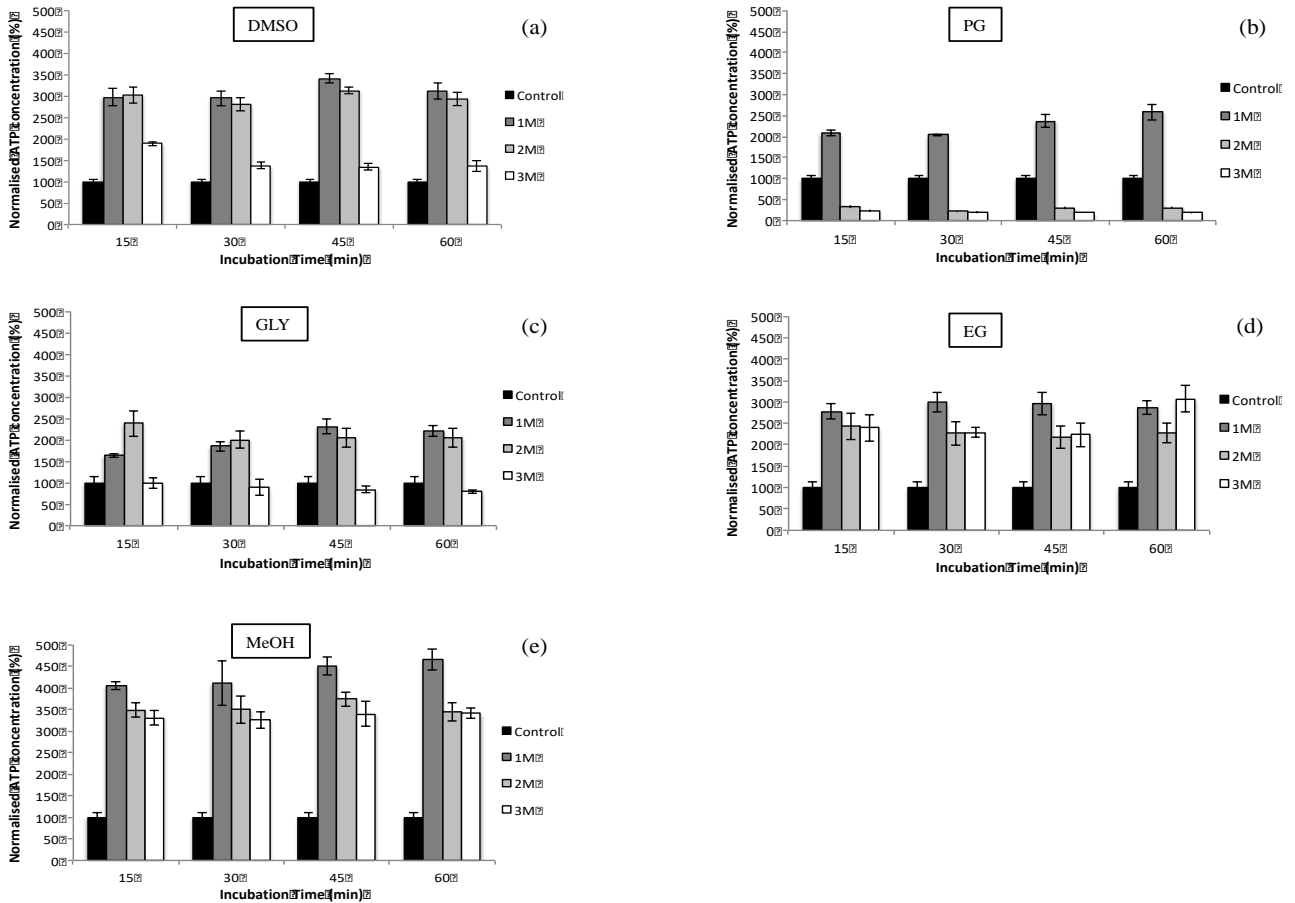 DMSO
(a)
Normalised ATP concentration (%)
500
450
400
350
300
250
200
150
100
50
0
15
30
45
60
Incubation Time (min)
Control
1M
2M
3M
PG
(b)
Normalised ATP concentration (%)
500
450
400
350
300
250
200
150
100
50
0
15
30
45
60
Incubation Time (min)
Control
1M
2M
3M
GLY
(c)
Normalised ATP concentration (%)
500
450
400
350
300
250
200
150
100
50
0
15
30
45
60
Incubation Time (min)
Control
1M
2M
3M
EG
(d)
Normalised ATP concentration (%)
500
450
400
350
300
250
200
150
100
50
0
15
30
45
60
Incubation Time (min)
Control
1M
2M
3M
MeOH
(e)
Normalised ATP concentration (%)
500
450
400
350
300
250
200
150
100
50
0
15
30
45
60
Incubation Time (min)
Control
1M
2M
3M